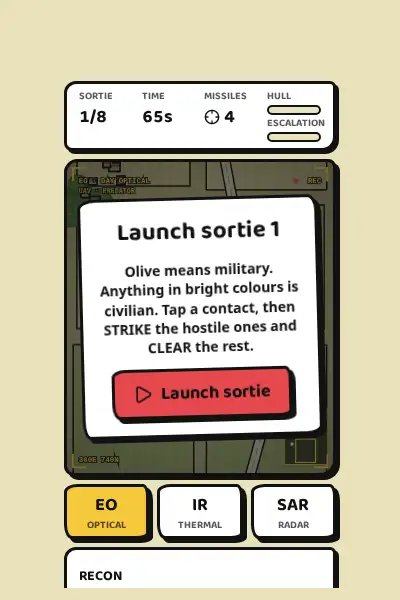 SORTIE TIME MISSILES HULL
1/8 65s 4
ESCALATION
EO DAY OPTICAL REC
UAV PREDATOR
Launch sortie 1
Olive means military.
Anything in bright colours is
civilian. Tap a contact, then
STRIKE the hostile ones and
CLEAR the rest.
Launch sortie
EO IR SAR
OPTICAL THERMAL RADAR
RECON